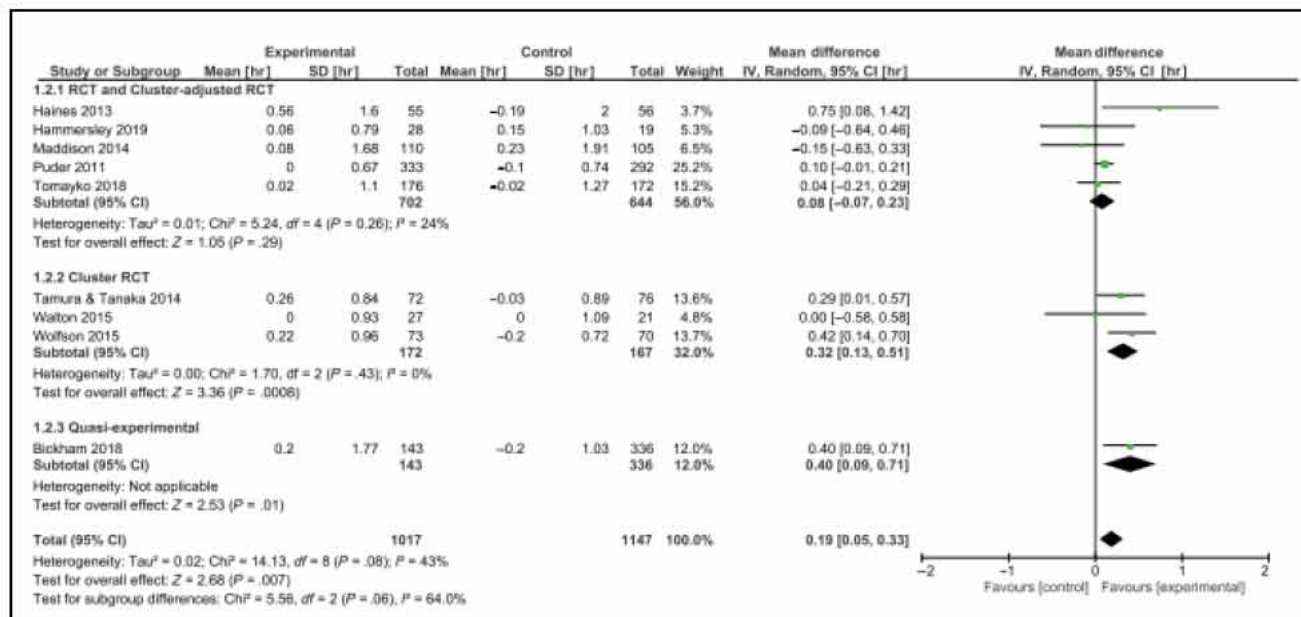 Experimental Control Mean difference Mean difference
Study or Subgroup Mean [hr] SD [hr] Total Mean [hr] SD [hr] Total Weight IV, Random, 95% CI [hr] IV, Random, 95% CI [hr]
1.2.1 RCT and Cluster-adjusted RCT
Haines 2013 0.56 1.6 55 −0.19 2 56 3.7% 0.75 [0.08, 1.42]
Hammersley 2019 0.06 0.79 28 0.15 1.03 19 5.3% −0.09 [−0.64, 0.46]
Maddison 2014 0.08 1.68 110 0.23 1.91 105 6.5% −0.15 [−0.63, 0.33]
Puder 2011 0 0.67 333 −0.1 0.74 292 25.2% 0.10 [−0.01, 0.21]
Tomayko 2018 0.02 1.1 176 −0.02 1.27 172 15.2% 0.04 [−0.21, 0.29]
Subtotal (95% CI) 702 644 56.0% 0.08 [−0.07, 0.23]
Heterogeneity: Tau² = 0.01; Chi² = 5.24, df = 4 (P = 0.26); I² = 24%
Test for overall effect: Z = 1.05 (P = .29)
1.2.2 Cluster RCT
Tamura & Tanaka 2014 0.26 0.84 72 −0.03 0.89 76 13.6% 0.29 [0.01, 0.57]
Walton 2015 0 0.93 27 0 1.09 21 4.8% 0.00 [−0.58, 0.58]
Wolfson 2015 0.22 0.96 73 −0.2 0.72 70 13.7% 0.42 [0.14, 0.70]
Subtotal (95% CI) 172 167 32.0% 0.32 [0.13, 0.51]
Heterogeneity: Tau² = 0.00; Chi² = 1.70, df = 2 (P = .43); I² = 0%
Test for overall effect: Z = 3.36 (P = .0008)
1.2.3 Quasi-experimental
Bickham 2018 0.2 1.77 143 −0.2 1.03 336 12.0% 0.40 [0.09, 0.71]
Subtotal (95% CI) 143 336 12.0% 0.40 [0.09, 0.71]
Heterogeneity: Not applicable
Test for overall effect: Z = 2.53 (P = .01)
Total (95% CI) 1017 1147 100.0% 0.19 [0.05, 0.33]
Heterogeneity: Tau² = 0.02; Chi² = 14.13, df = 8 (P = .08); I² = 43%
Test for overall effect: Z = 2.68 (P = .007)
Test for subgroup differences: Chi² = 5.56, df = 2 (P = .06), I² = 64.0%
−2 −1 0 1 2
Favours [control] Favours [experimental]